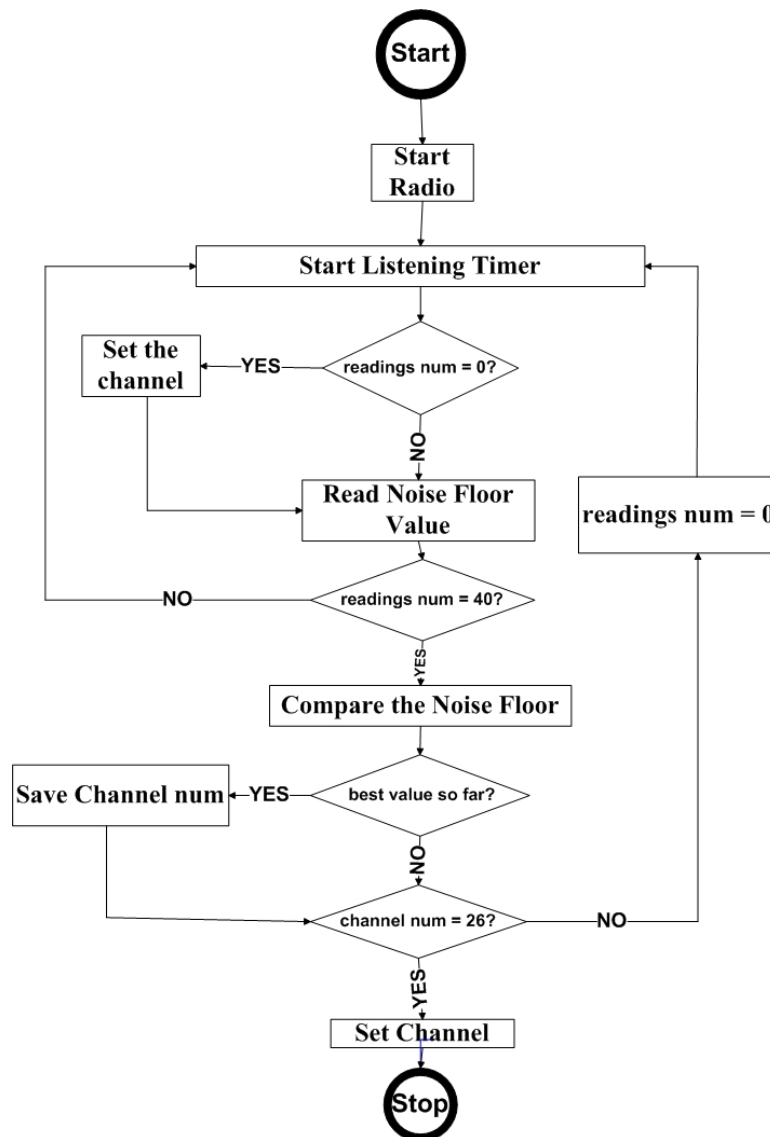 Start
Start
Radio
Start Listening Timer
Set the
channel
YES
readings num = 0?
NO
Read Noise Floor
Value
readings num = 0
NO
readings num = 40?
YES
Compare the Noise Floor
Save Channel num
YES
best value so far?
NO
channel num = 26?
NO
YES
Set Channel
Stop